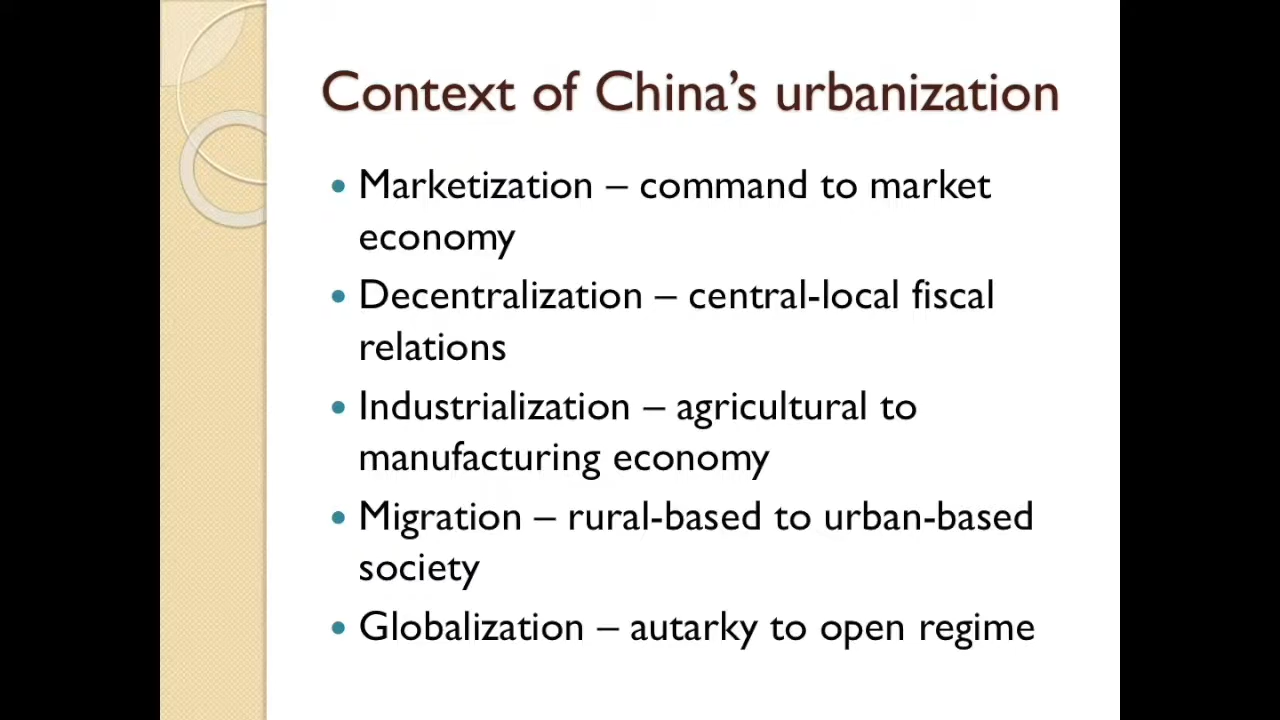 Context of China’s urbanization
• Marketization – command to market
economy
• Decentralization – central-local fiscal
relations
• Industrialization – agricultural to
manufacturing economy
• Migration – rural-based to urban-based
society
• Globalization – autarky to open regime